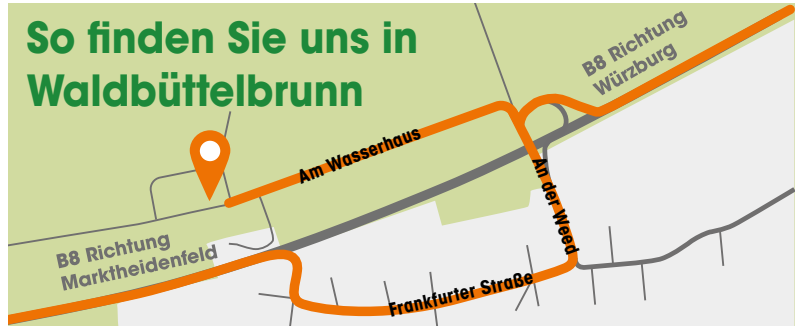 So finden Sie uns in
Waldbüttelbrunn
B8 Richtung
Würzburg
Am Wasserhaus
An der Weed
B8 Richtung
Marktheidenfeld
Frankfurter Straße